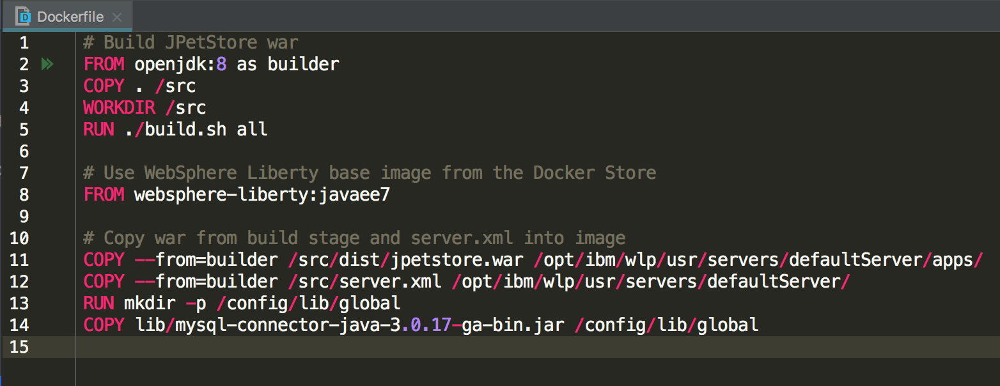 Dockerfile
1 # Build JPetStore war
2 FROM openjdk:8 as builder
3 COPY . /src
4 WORKDIR /src
5 RUN ./build.sh all
6
7 # Use WebSphere Liberty base image from the Docker Store
8 FROM websphere-liberty:javaee7
9
10 # Copy war from build stage and server.xml into image
11 COPY --from=builder /src/dist/jpetstore.war /opt/ibm/wlp/usr/servers/defaultServer/apps/
12 COPY --from=builder /src/server.xml /opt/ibm/wlp/usr/servers/defaultServer/
13 RUN mkdir -p /config/lib/global
14 COPY lib/mysql-connector-java-3.0.17-ga-bin.jar /config/lib/global
15